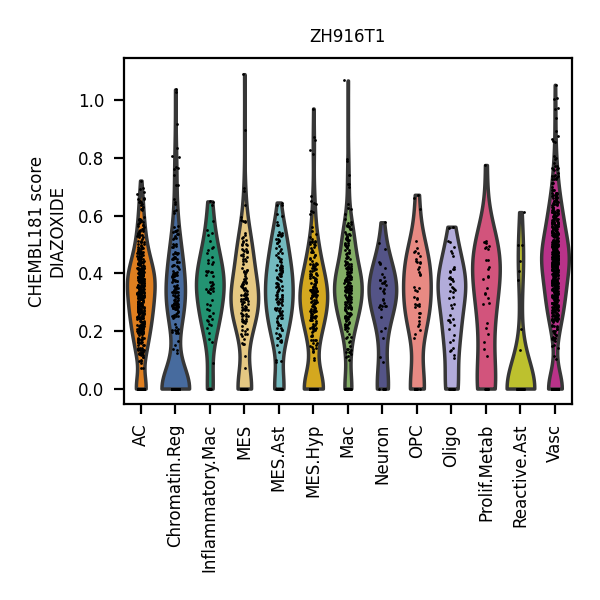 ZH916T1
CHEMBL181 score
DIAZOXIDE
1.0
0.8
0.6
0.4
0.2
0.0
AC
Chromatin.Reg
Inflammatory.Mac
MES
MES.Ast
MES.Hyp
Mac
Neuron
OPC
Oligo
Prolif.Metab
Reactive.Ast
Vasc